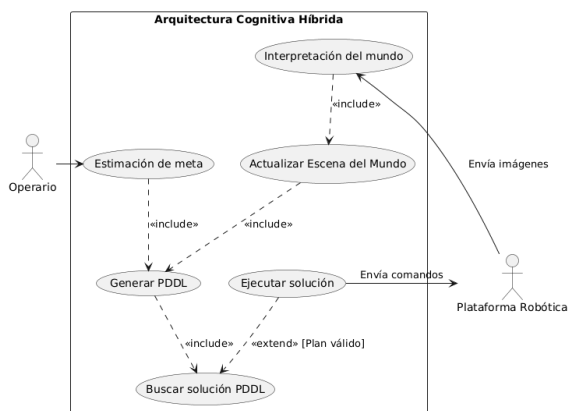 Arquitectura Cognitiva Híbrida
Interpretación del mundo
«include»
Envía imágenes
Operario
Estimación de meta
Actualizar Escena del Mundo
«include»
«include»
Generar PDDL
Ejecutar solución
Envía comandos
Plataforma Robótica
«include»
«extend» [Plan válido]
Buscar solución PDDL